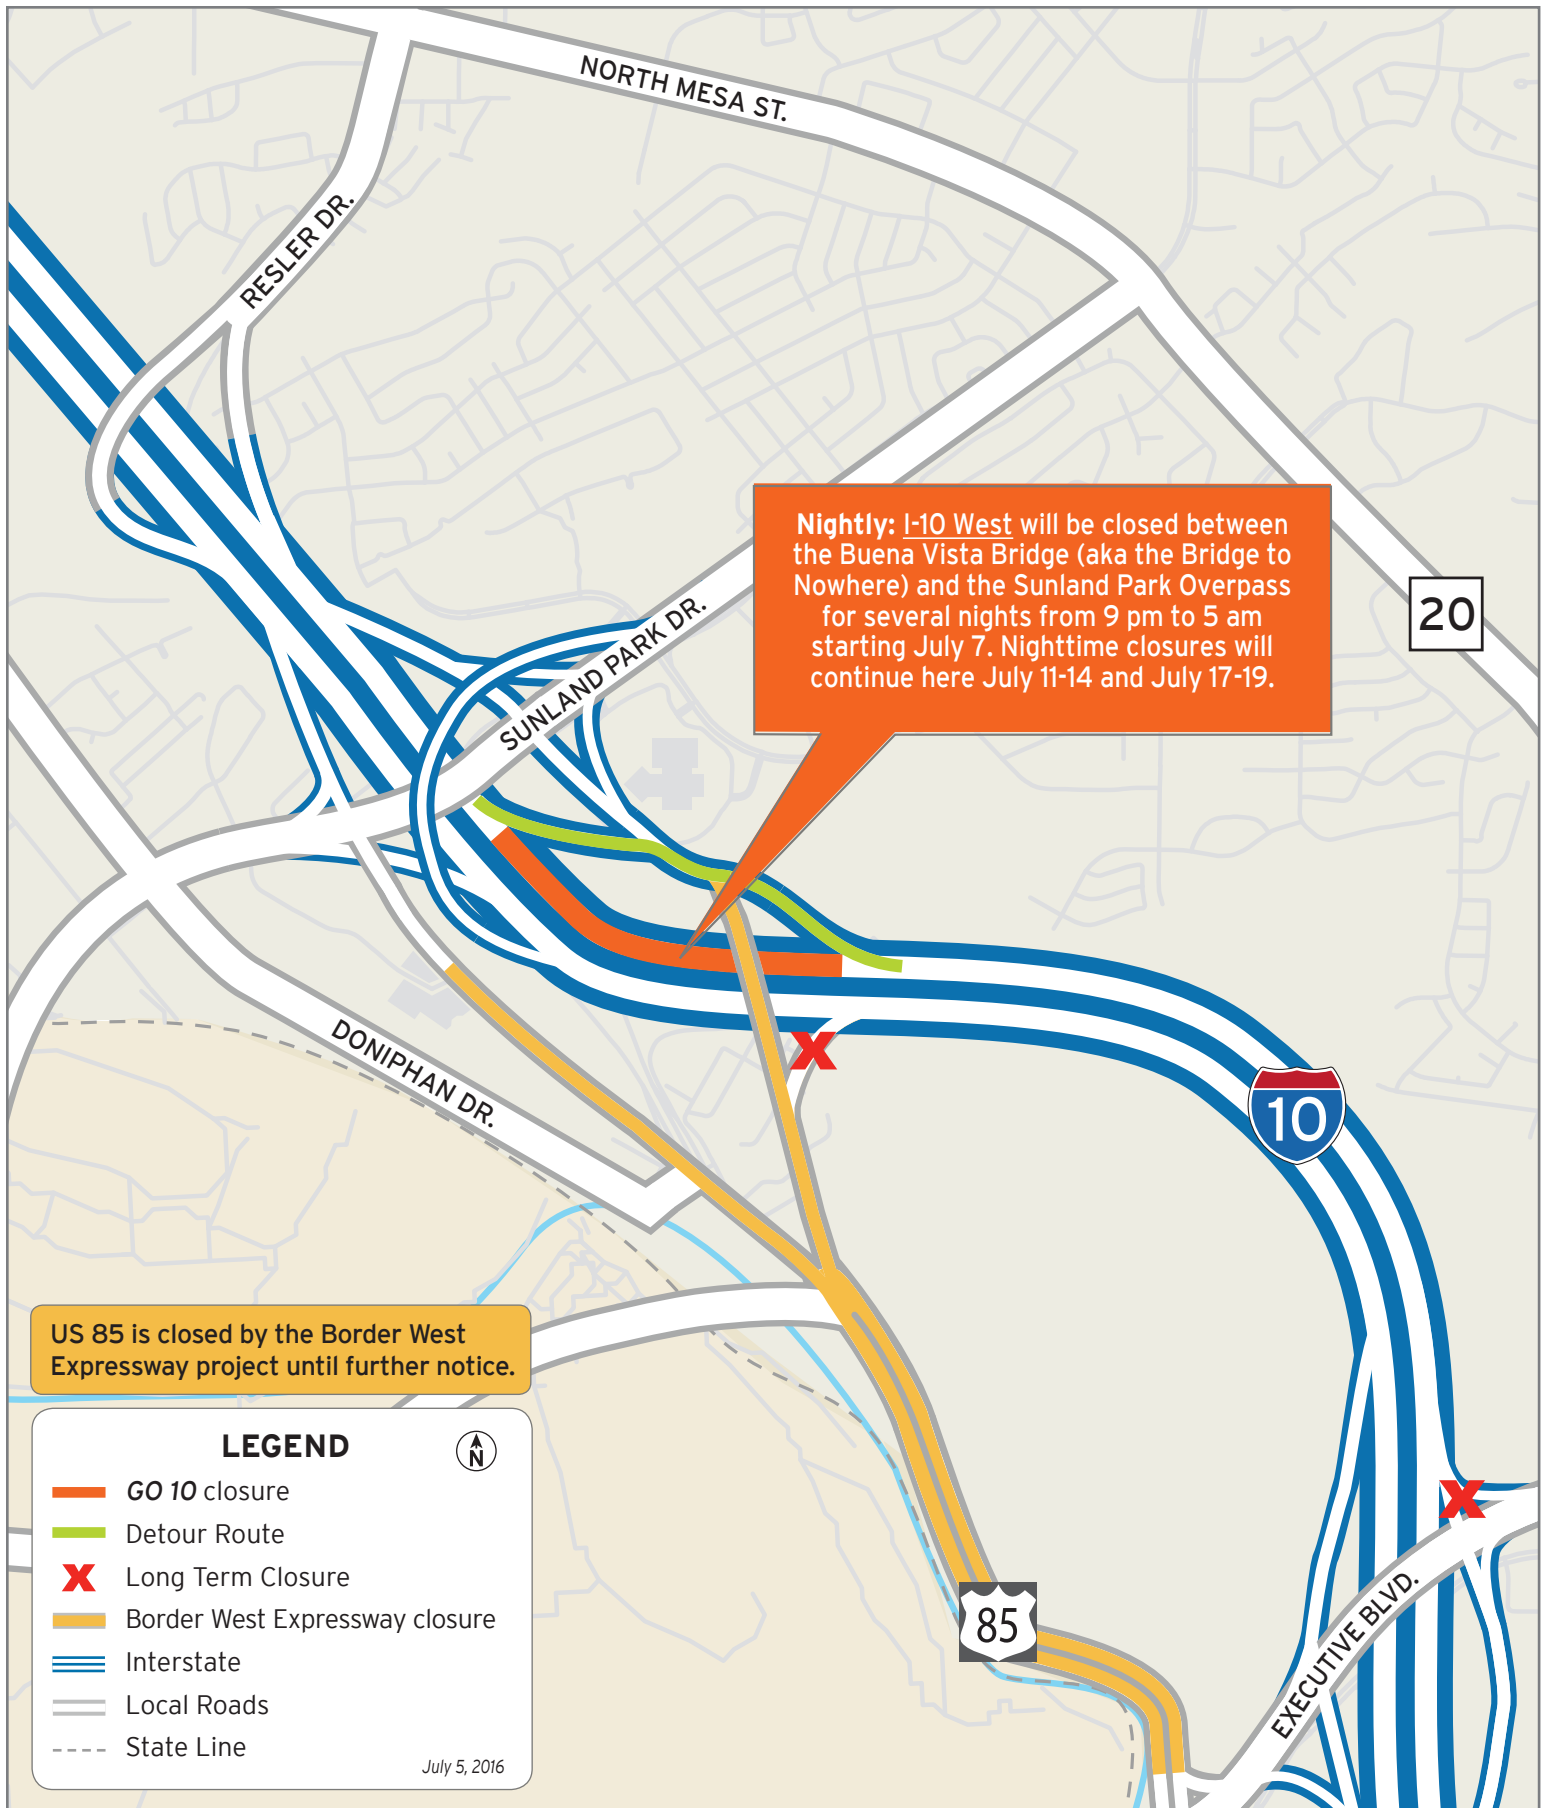 NORTH MESA ST.
RESLER DR.
Nightly: I-10 West will be closed between
the Buena Vista Bridge (aka the Bridge to
Nowhere) and the Sunland Park Overpass
for several nights from 9 pm to 5 am
starting July 7. Nighttime closures will
continue here July 11-14 and July 17-19.
20
SUNLAND PARK DR.
DONIPHAN DR.
10
US 85 is closed by the Border West
Expressway project until further notice.
LEGEND
N
GO 10 closure
Detour Route
X Long Term Closure
Border West Expressway closure
Interstate
Local Roads
State Line
July 5, 2016
X
X
85
EXECUTIVE BLVD.